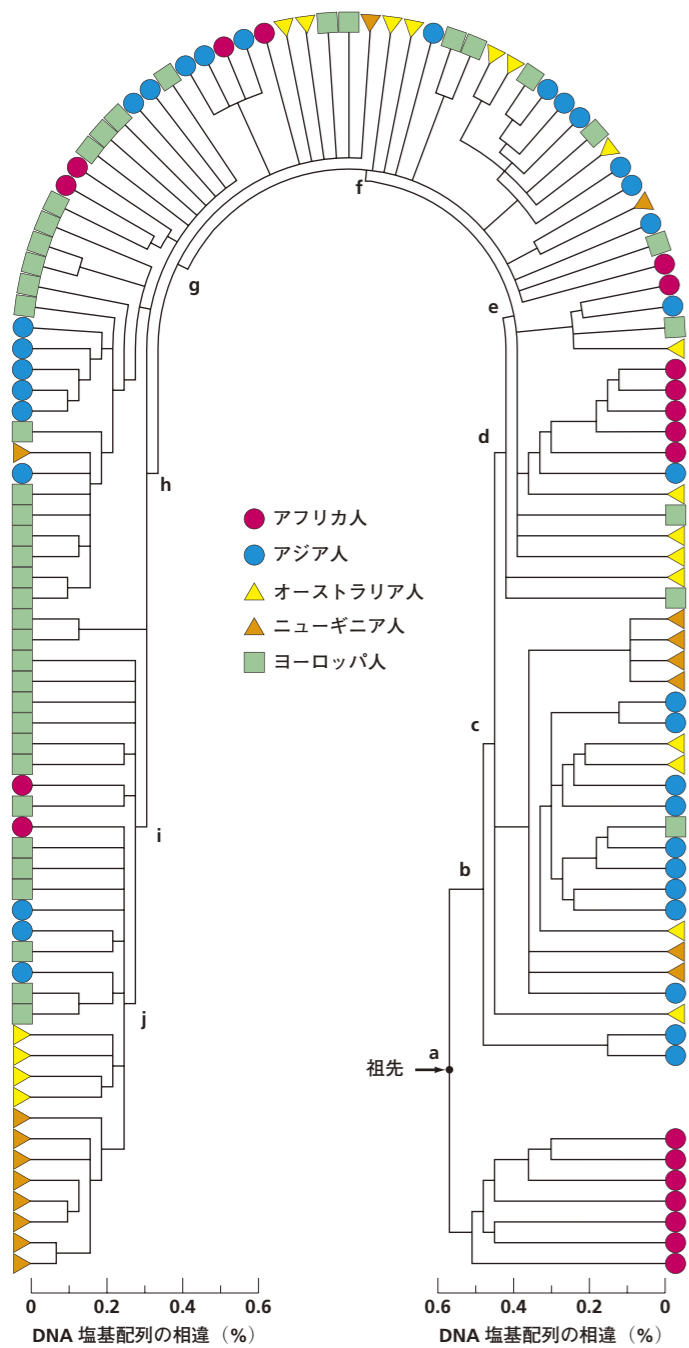 f
g
e
d
h
アフリカ人
アジア人
オーストラリア人
ニューギニア人
ヨーロッパ人
c
i
b
j
a
祖先
0 0.2 0.4 0.6
DNA 塩基配列の相違（%）
0.6 0.4 0.2 0
DNA 塩基配列の相違（%）